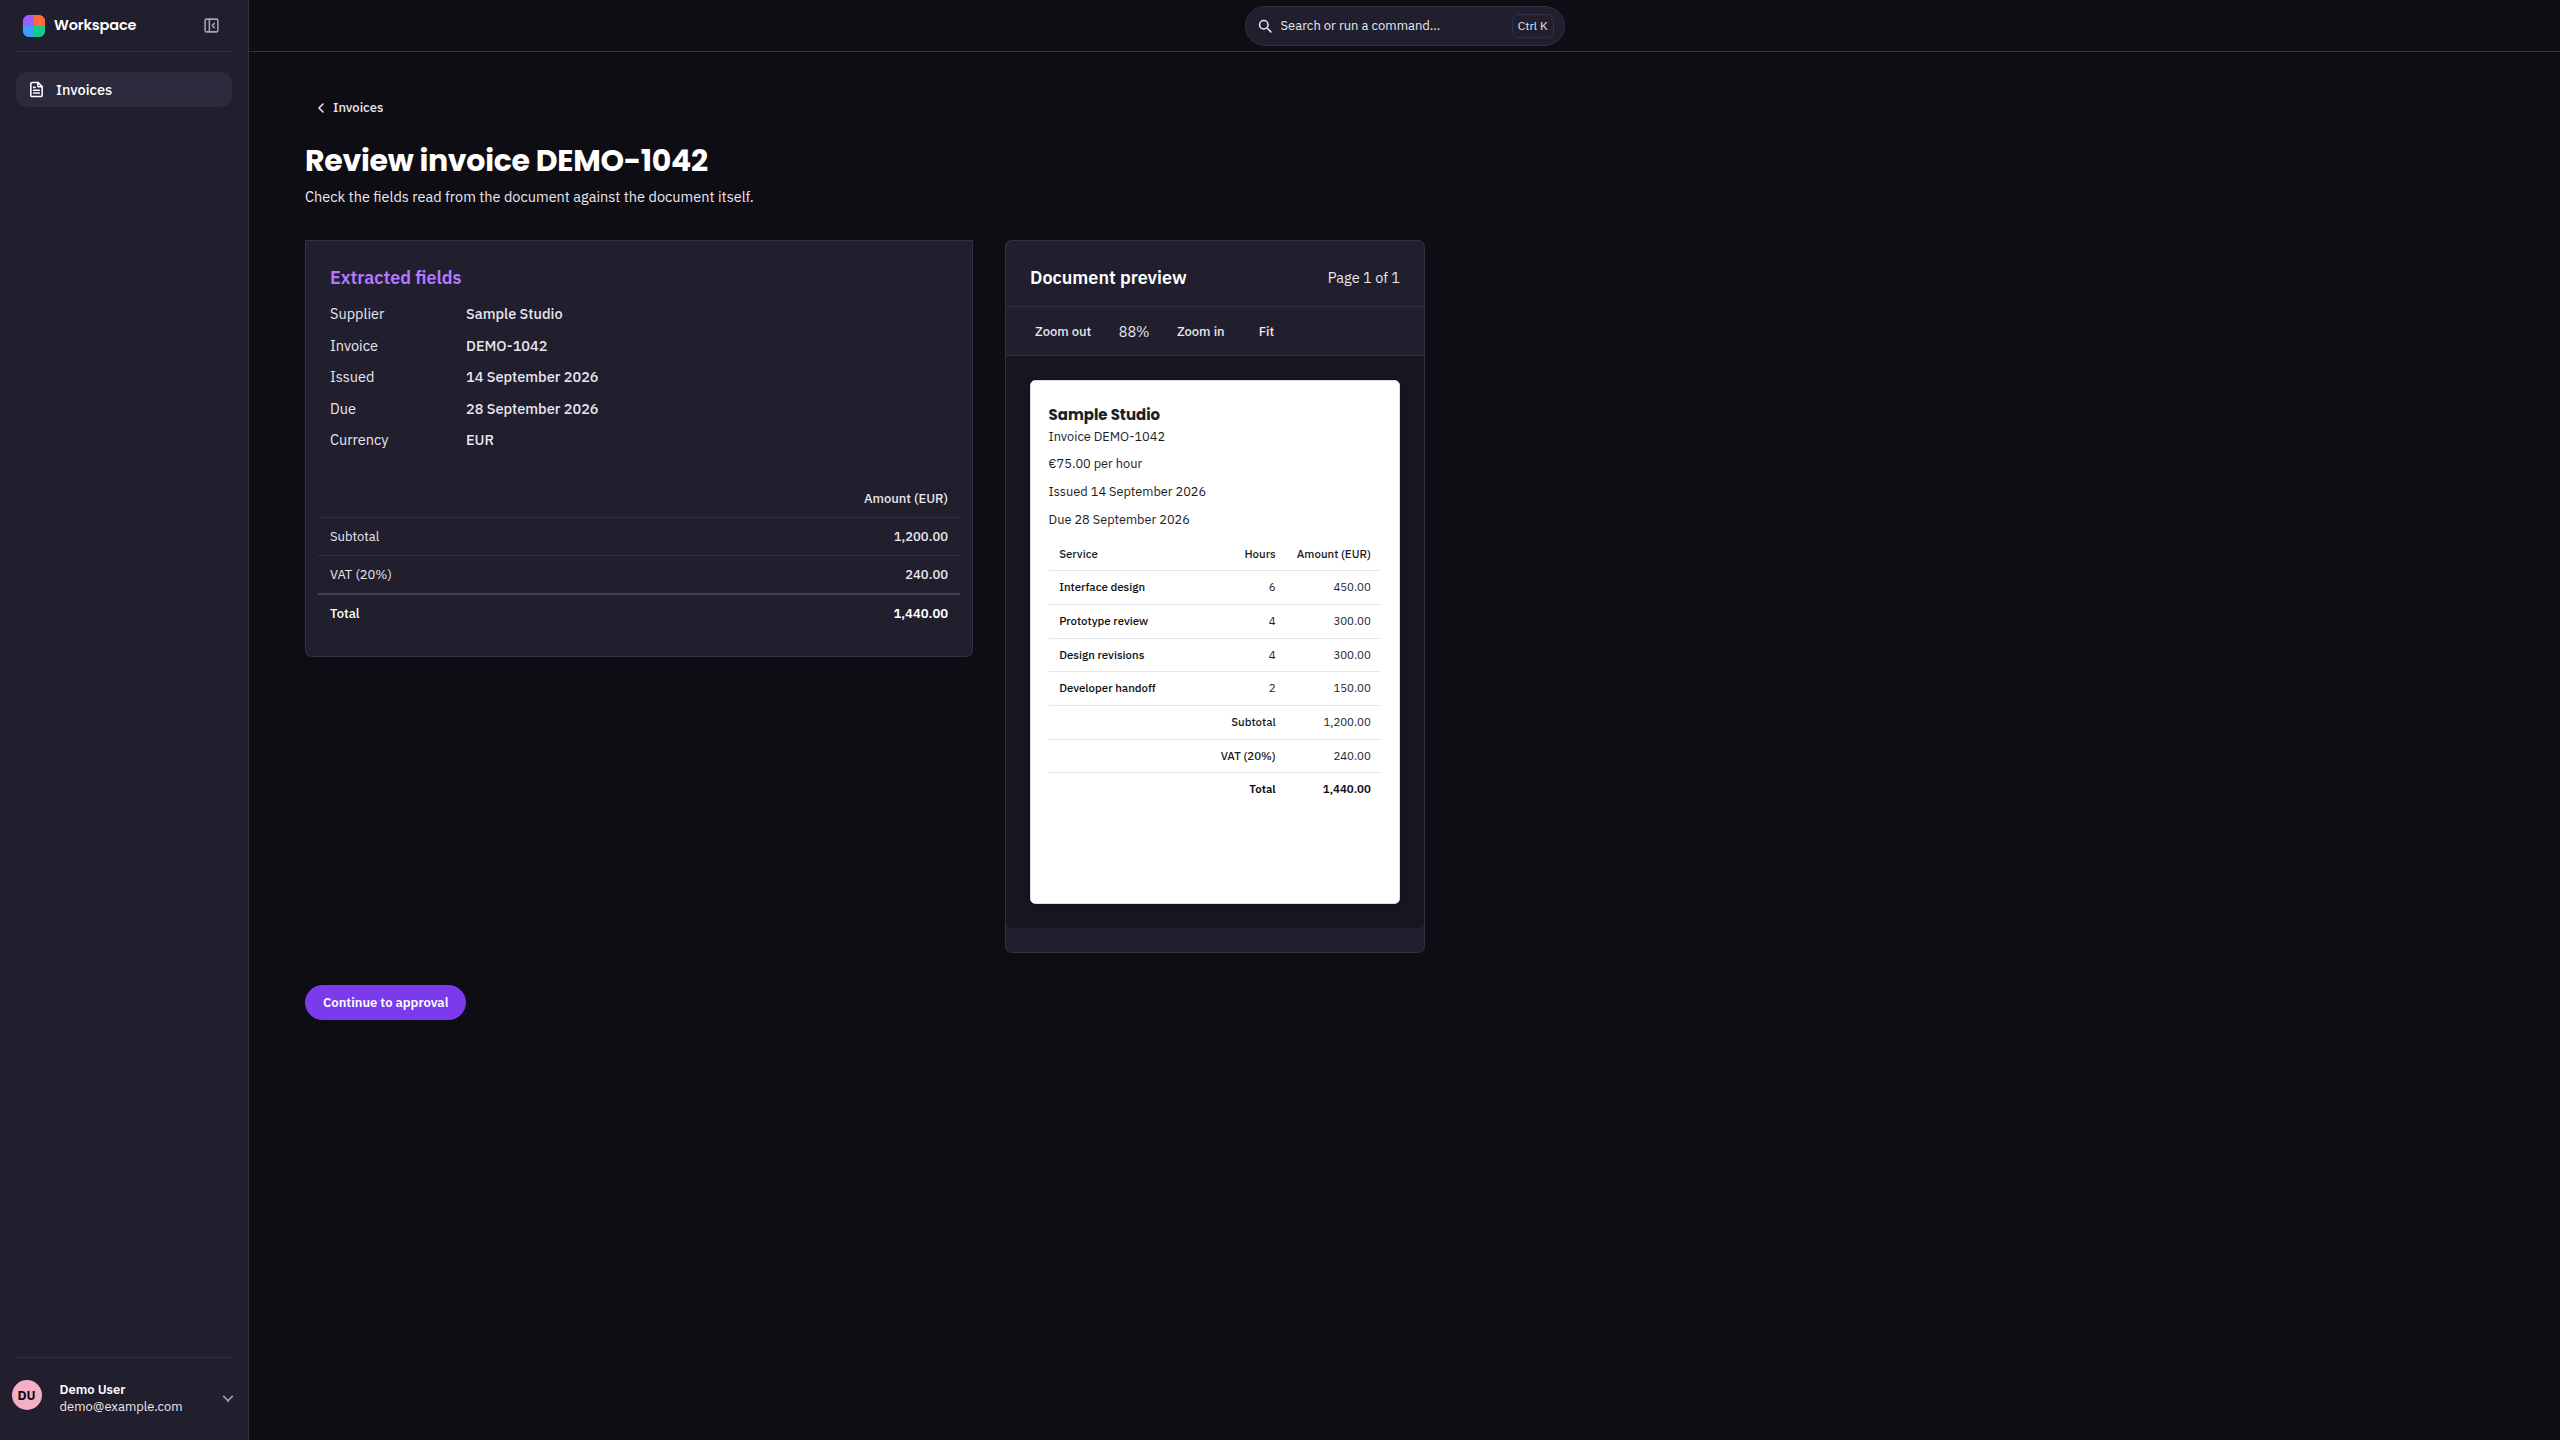 Workspace
Search or run a command...
Ctrl K
Invoices
Invoices
Review invoice DEMO-1042
Check the fields read from the document against the document itself.
Extracted fields
Supplier Sample Studio
Invoice DEMO-1042
Issued 14 September 2026
Due 28 September 2026
Currency EUR
Amount (EUR)
Subtotal 1,200.00
VAT (20%) 240.00
Total 1,440.00
Document preview Page 1 of 1
Zoom out 88% Zoom in Fit
Sample Studio
Invoice DEMO-1042
€75.00 per hour
Issued 14 September 2026
Due 28 September 2026
Service Hours Amount (EUR)
Interface design 6 450.00
Prototype review 4 300.00
Design revisions 4 300.00
Developer handoff 2 150.00
Subtotal 1,200.00
VAT (20%) 240.00
Total 1,440.00
Continue to approval
DU
Demo User
demo@example.com